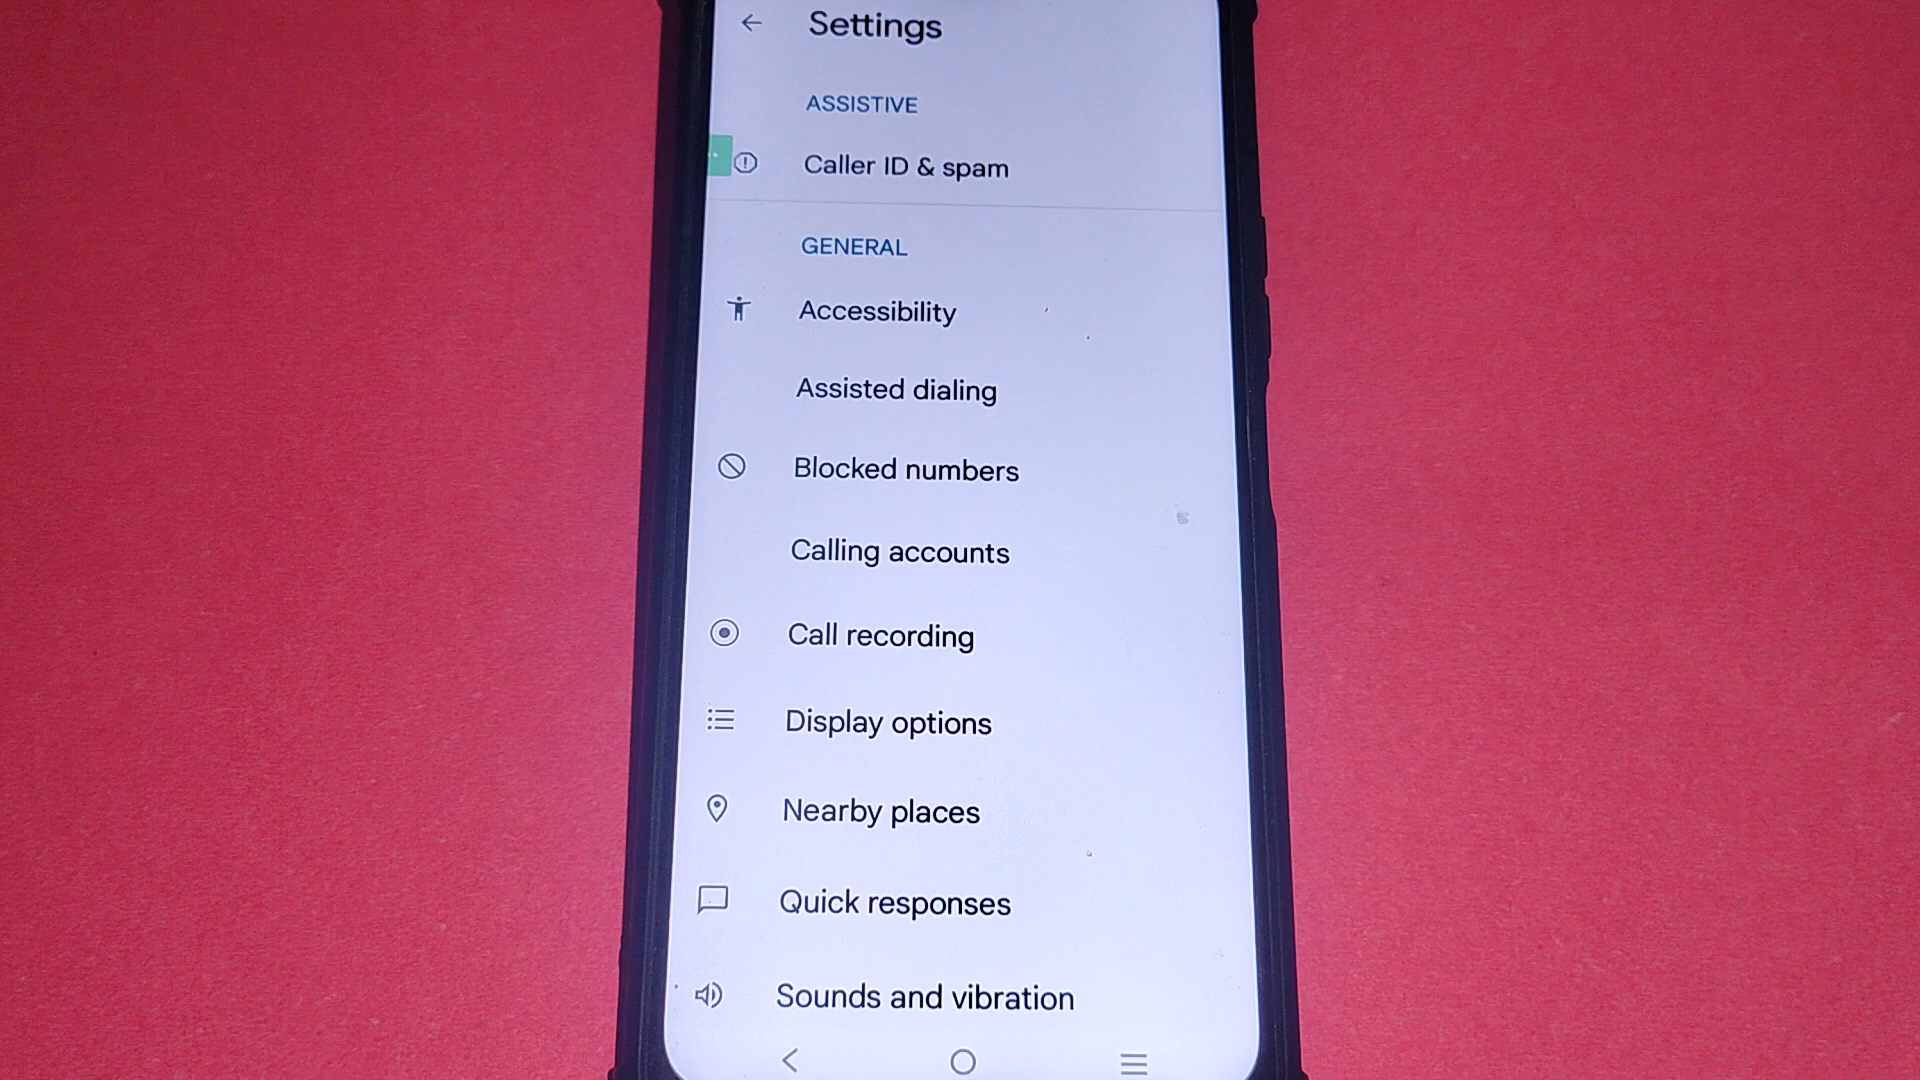 Settings
ASSISTIVE
Caller ID & spam
GENERAL
Accessibility
Assisted dialing
Blocked numbers
Calling accounts
Call recording
Display options
Nearby places
Quick responses
Sounds and vibration